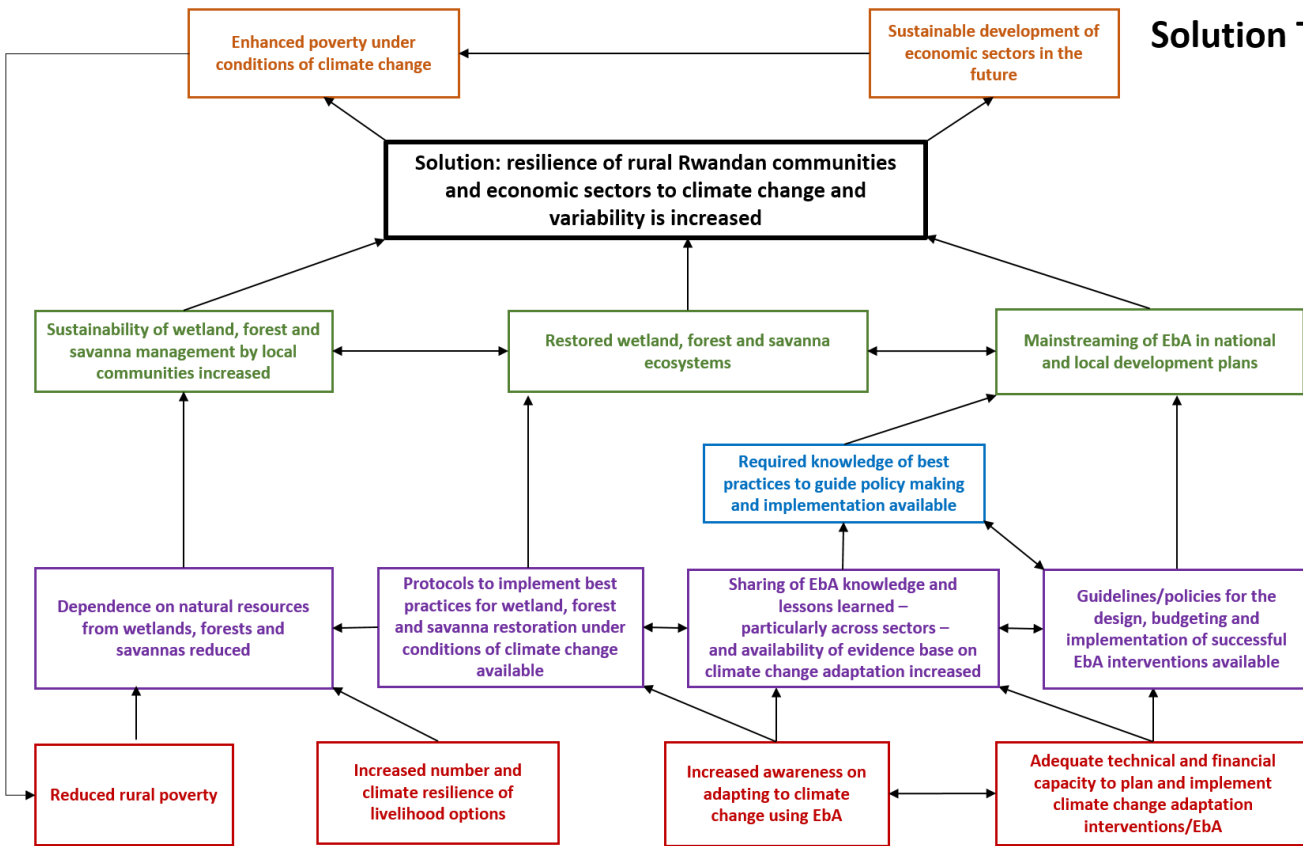 Solution T
Enhanced poverty under
conditions of climate change
Sustainable development of
economic sectors in the
future
Solution: resilience of rural Rwandan communities
and economic sectors to climate change and
variability is increased
Sustainability of wetland, forest and
savanna management by local
communities increased
Restored wetland, forest and savanna
ecosystems
Mainstreaming of EbA in national
and local development plans
Required knowledge of best
practices to guide policy making
and implementation available
Dependence on natural resources
from wetlands, forests and
savannas reduced
Protocols to implement best
practices for wetland, forest
and savanna restoration under
conditions of climate change
available
Sharing of EbA knowledge and
lessons learned –
particularly across sectors –
and availability of evidence base on
climate change adaptation increased
Guidelines/policies for the
design, budgeting and
implementation of successful
EbA interventions available
Reduced rural poverty
Increased number and
climate resilience of
livelihood options
Increased awareness on
adapting to climate
change using EbA
Adequate technical and financial
capacity to plan and implement
climate change adaptation
interventions/EbA